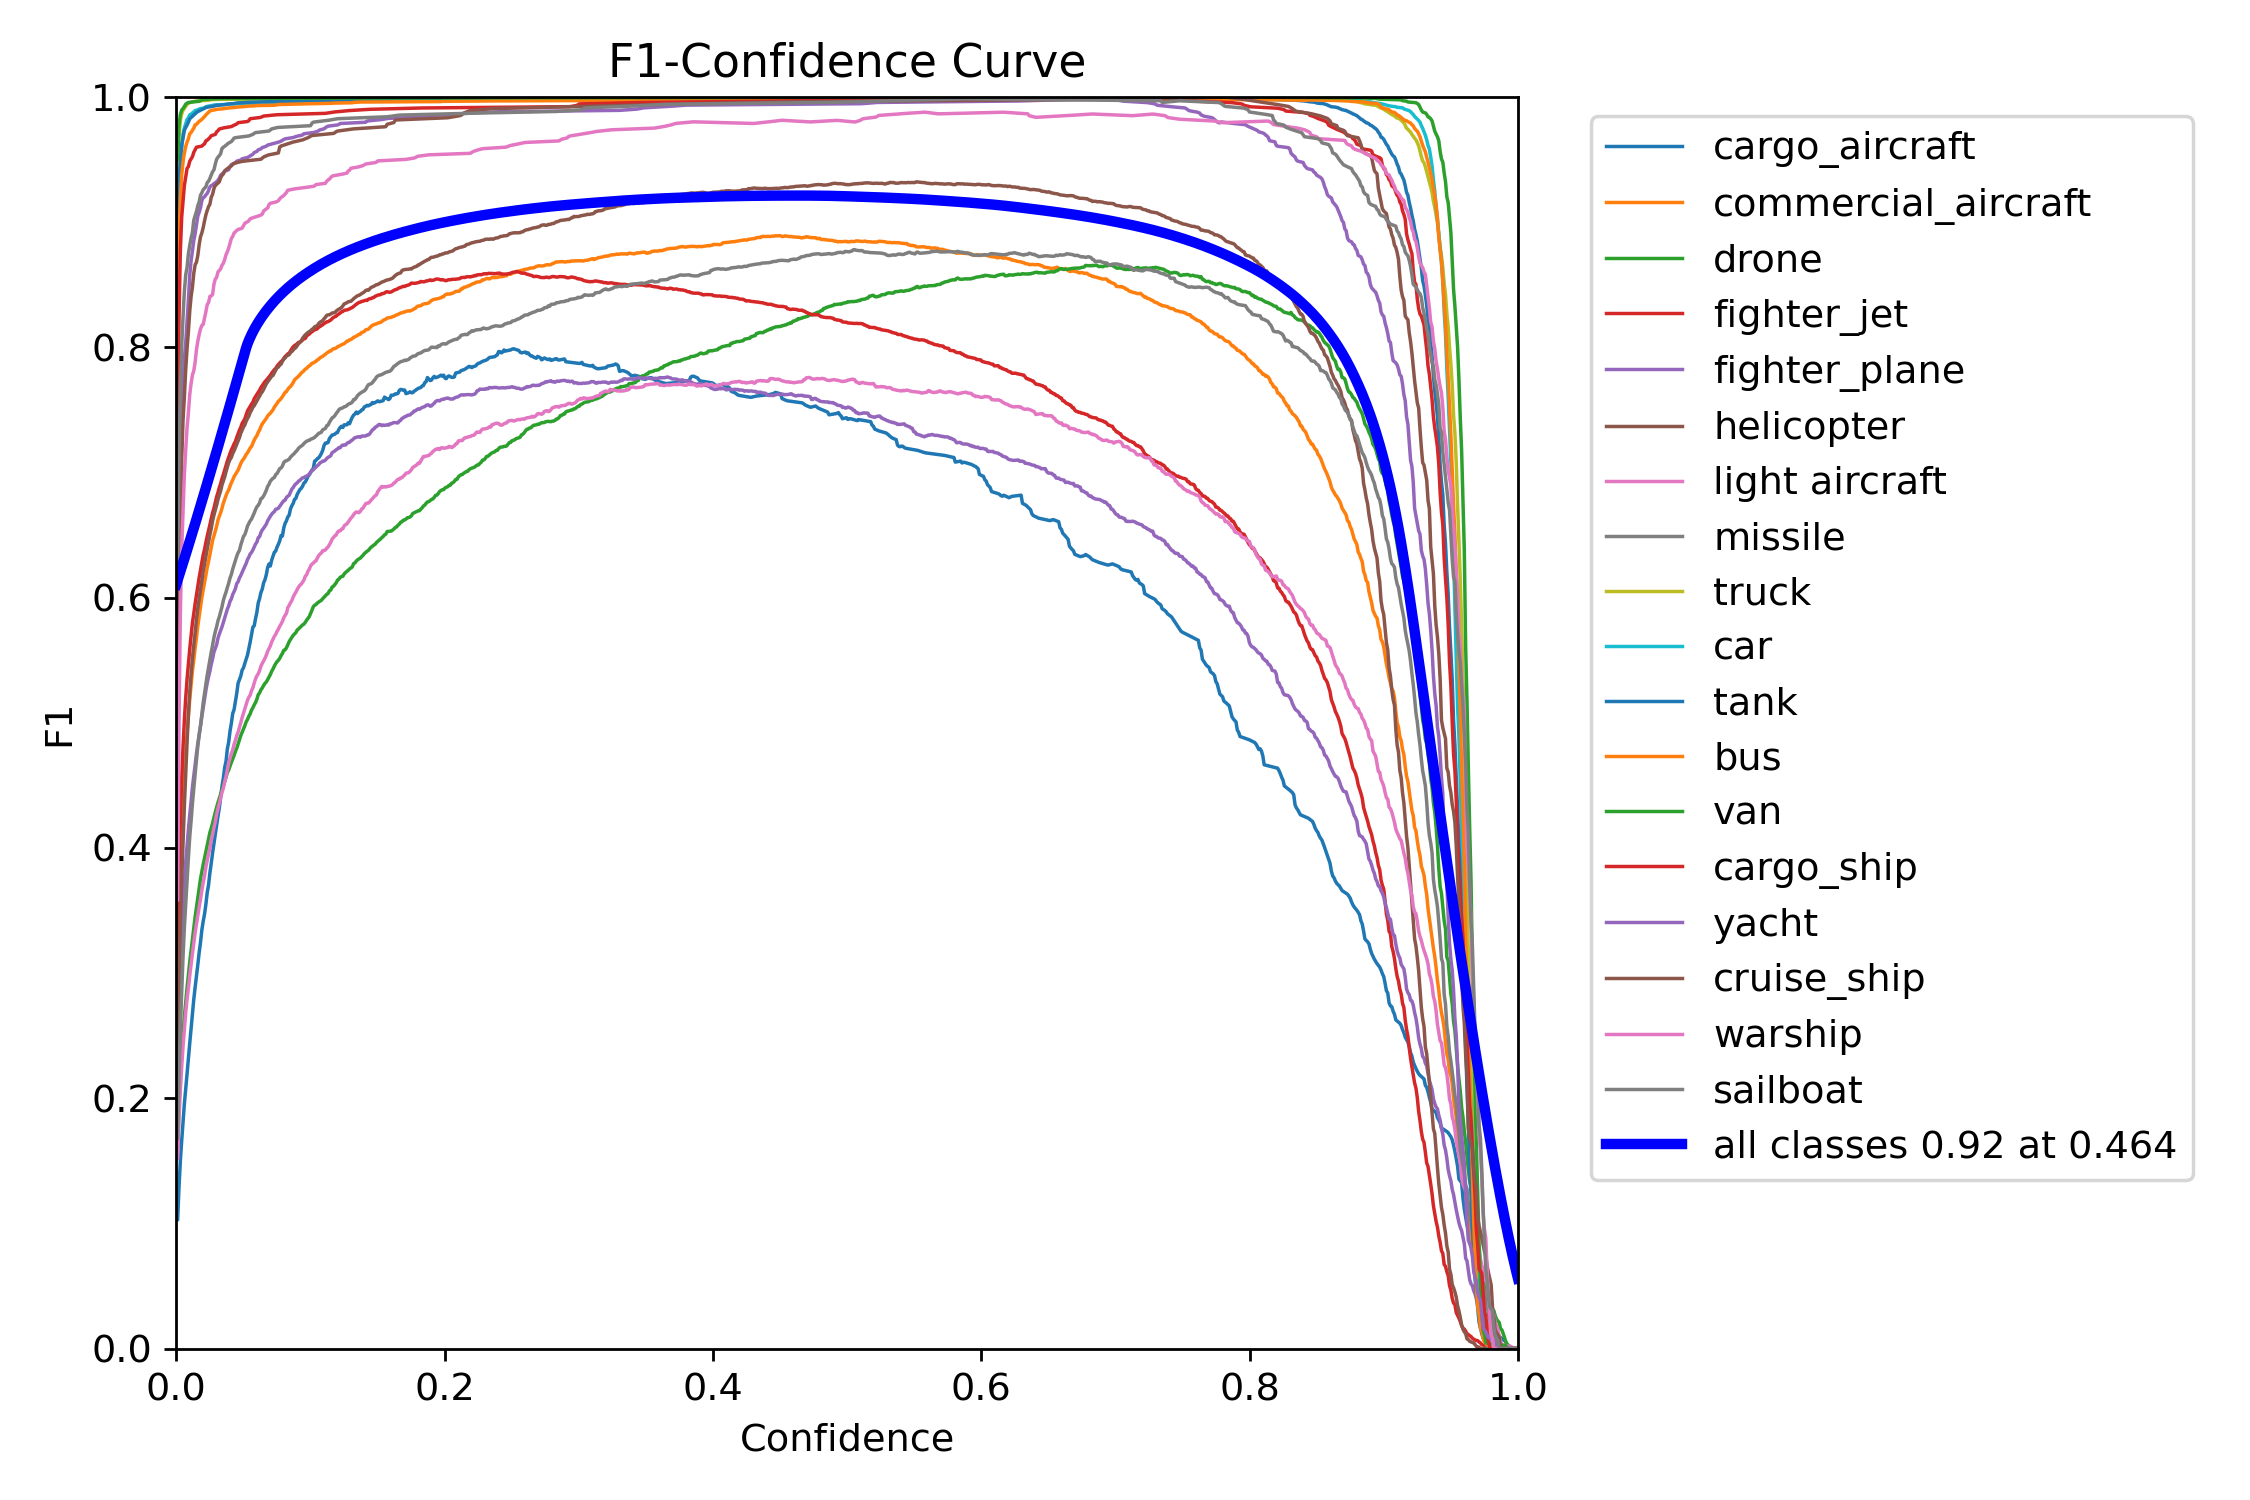 F1-Confidence Curve
1.0
0.8
0.6
0.4
0.2
0.0
F1
0.0 0.2 0.4 0.6 0.8 1.0
Confidence
cargo_aircraft
commercial_aircraft
drone
fighter_jet
fighter_plane
helicopter
light aircraft
missile
truck
car
tank
bus
van
cargo_ship
yacht
cruise_ship
warship
sailboat
all classes 0.92 at 0.464